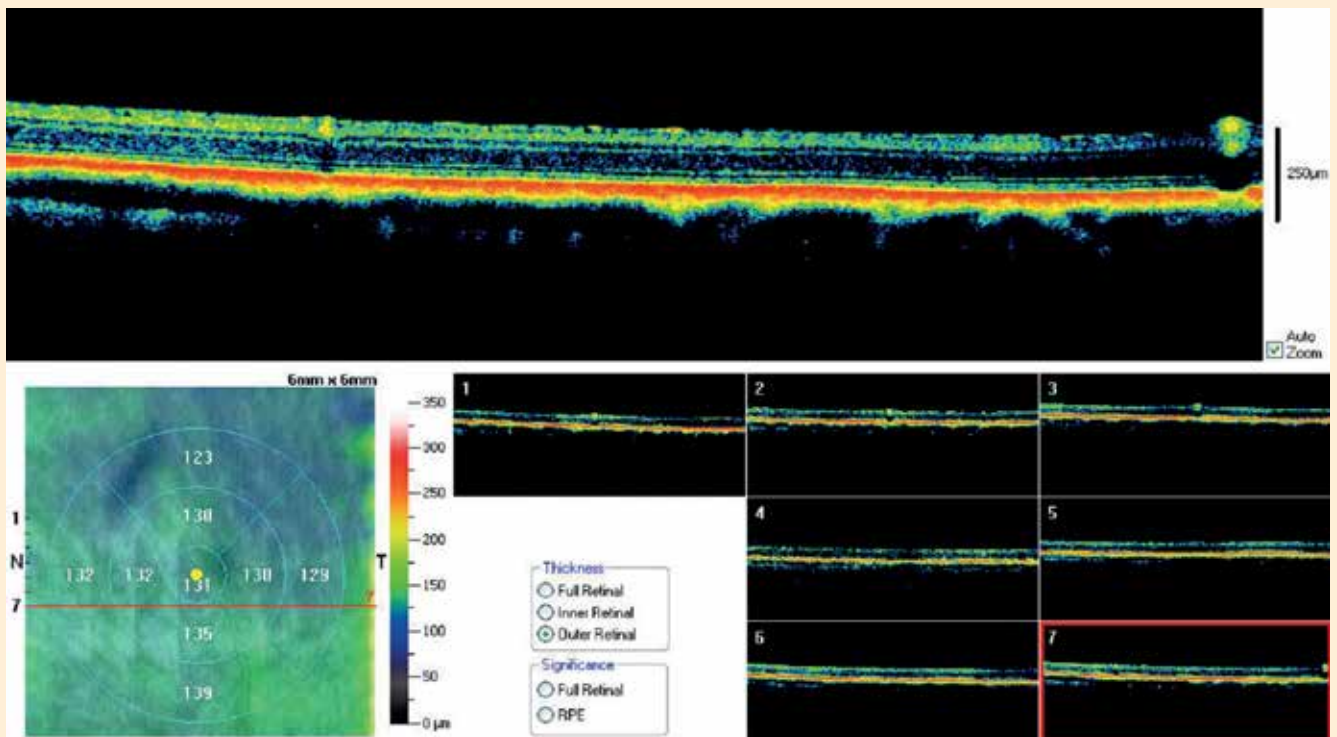 250µm
Auto
Zoom
6mm x 6mm
123
130
132 132 131 130 129
135
139
1
N
7
T
7
350
300
250
200
150
100
50
0 µm
1
2
3
4
5
6
7
Thickness
Full Retinal
Inner Retinal
Outer Retinal
Significance
Full Retinal
RPE